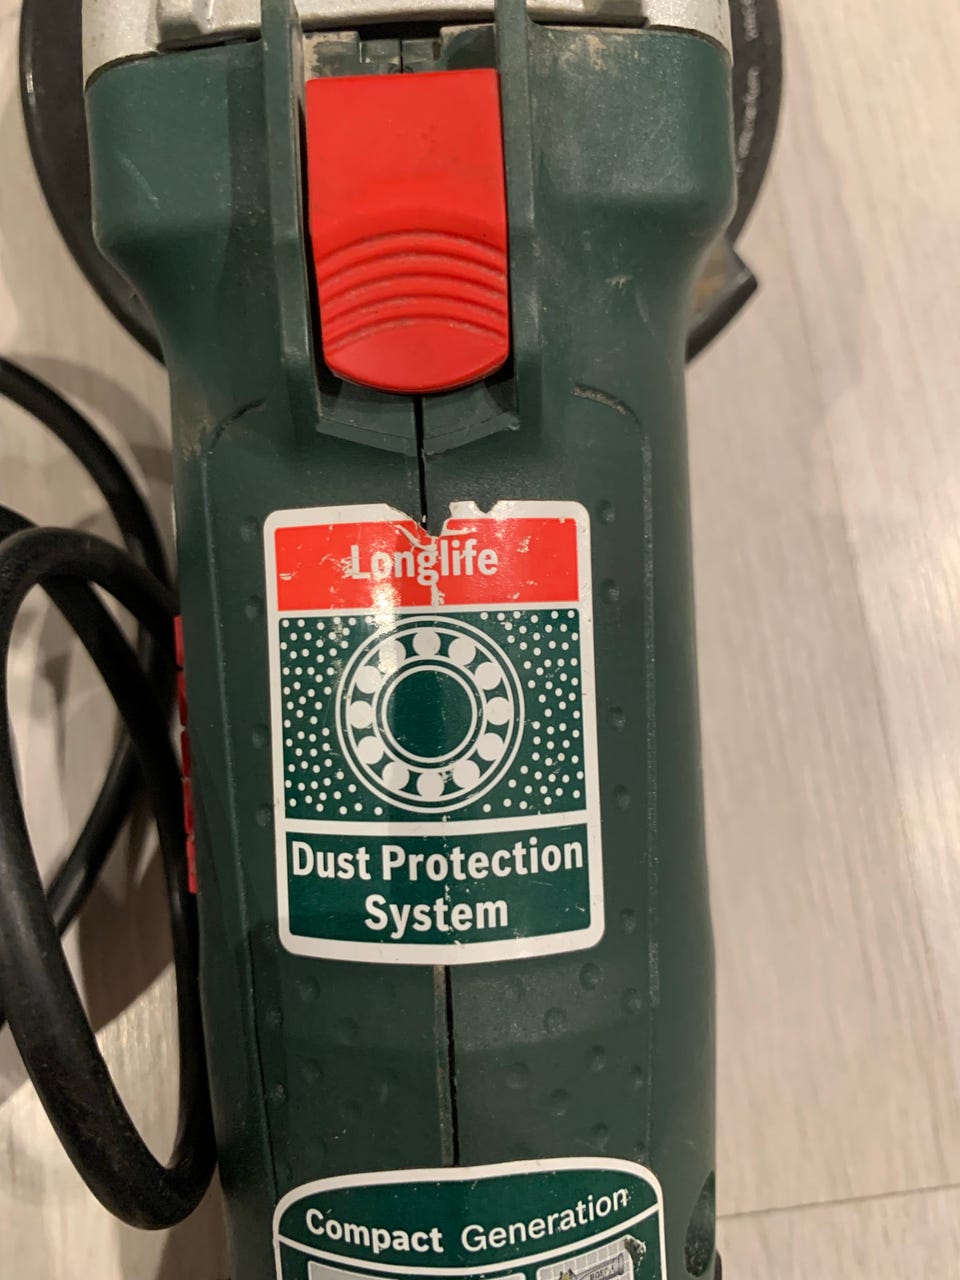 Longlife
Dust Protection
System
Compact Generation